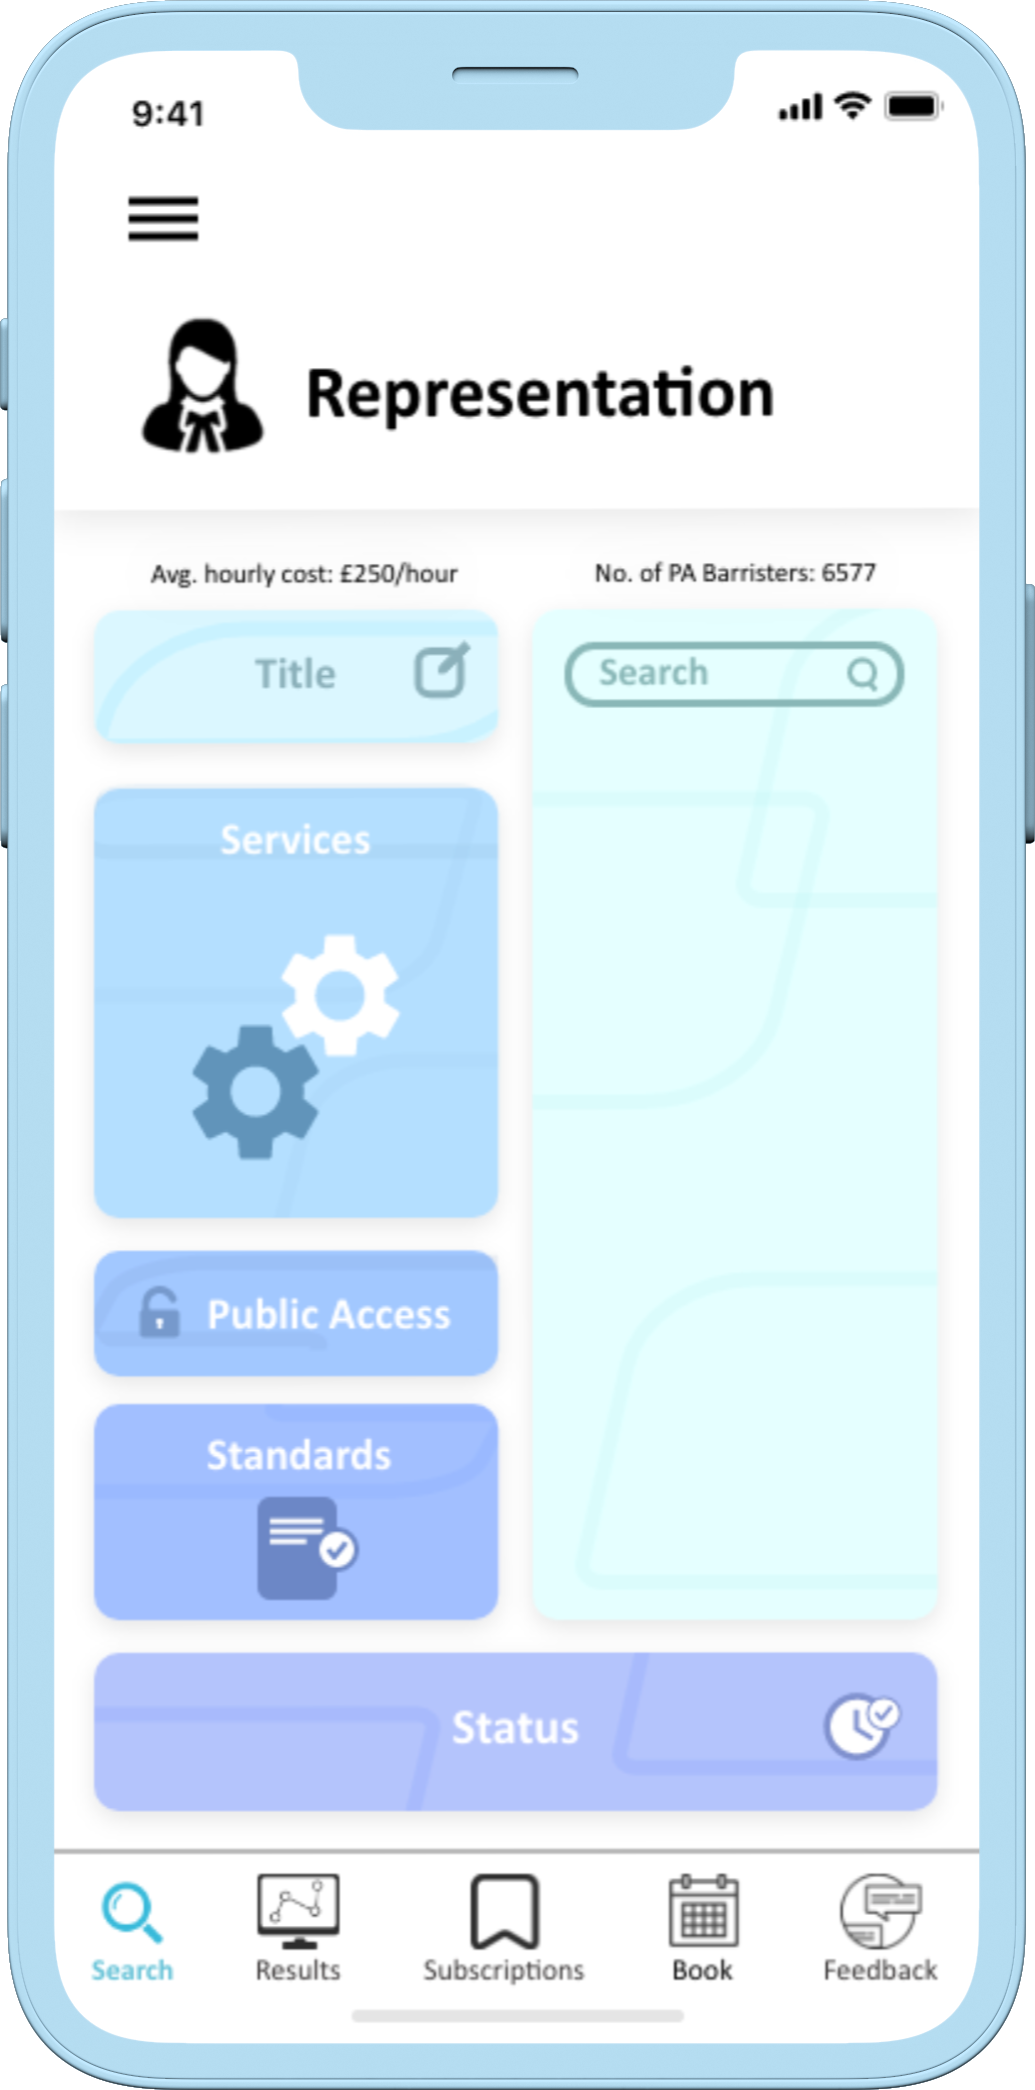 9:41
Representation
Avg. hourly cost: £250/hour
No. of PA Barristers: 6577
Title
Search
Services
Public Access
Standards
Status
Search
Results
Subscriptions
Book
Feedback